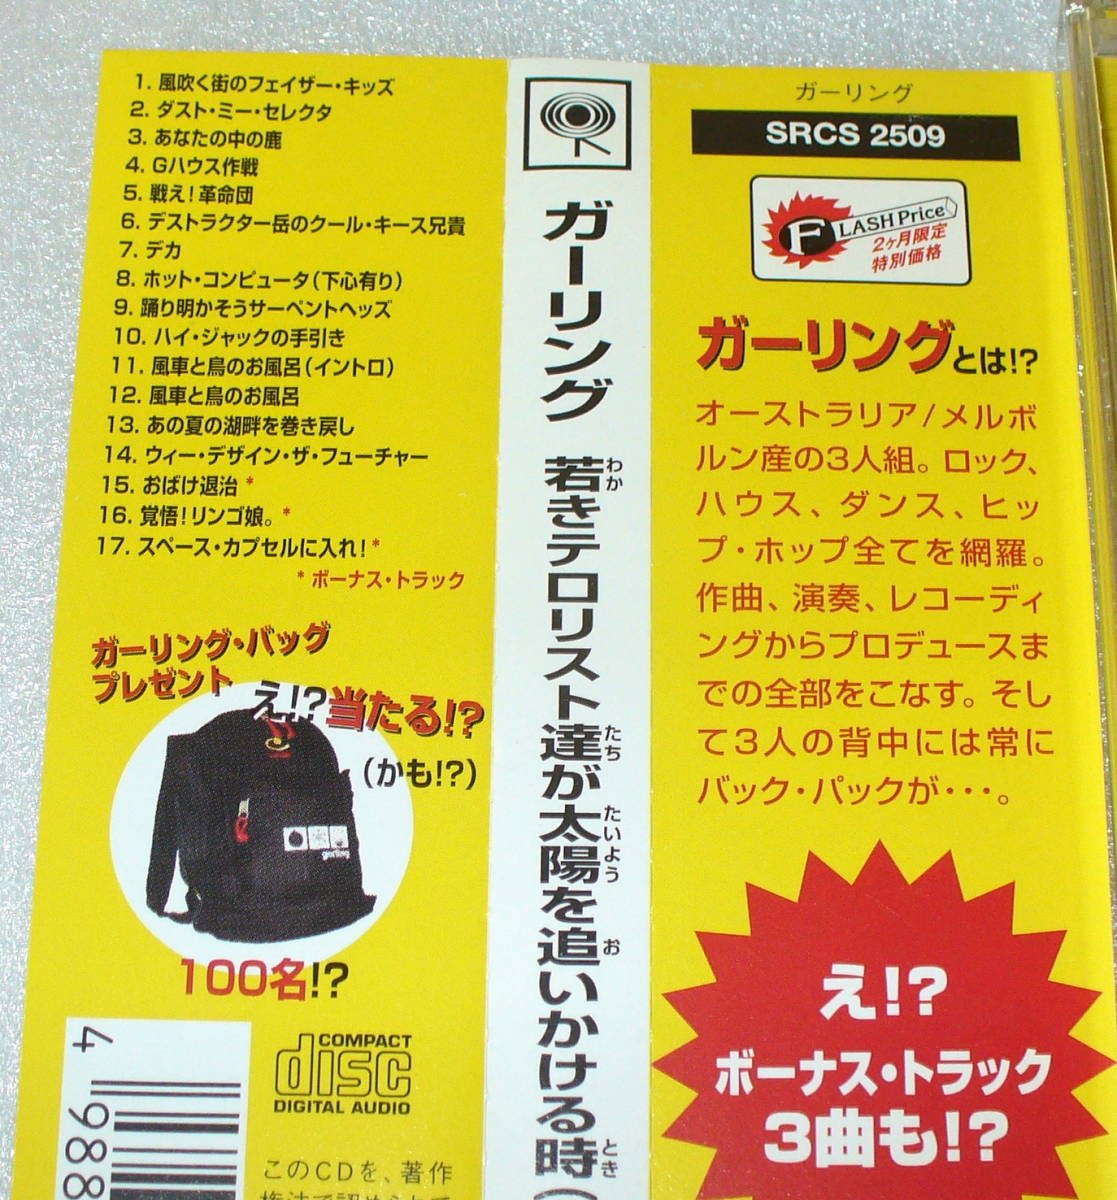 1. 風吹く街のフェイザー・キッズ
2. ダスト・ミー・セレクタ
3. あなたの中の鹿
4. Gハウス作戦
5. 戦え！革命団
6. デストラクター岳のクール・キース兄貴
7. デカ
8. ホット・コンピュータ（下心有り）
9. 踊り明かそうサーペントヘッズ
10. ハイ・ジャックの手引き
11. 風車と鳥のお風呂（イントロ）
12. 風車と鳥のお風呂
13. あの夏の湖畔を巻き戻し
14. ウィー・デザイン・ザ・フューチャー
15. おばけ退治 *
16. 覚悟！リンゴ娘。*
17. スペース・カプセルに入れ！*
* ボーナス・トラック
ガーリング・バッグ
プレゼント
え!?当たる!?
(かも!?)
garling
100名!?
4
988
COMPACT
disc
DIGITAL AUDIO
このCDを、著作
ガーリング 若きテロリスト達が太陽を追いかける時(
わか
たち
たいよう
お
とき
ガーリング
SRCS 2509
FLASH Price
2ヶ月限定
特別価格
ガーリングとは!?
オーストラリア/メルボ
ルン産の3人組。ロック、
ハウス、ダンス、ヒッ
プ・ホップ全てを網羅。
作曲、演奏、レコーディ
ングからプロデュースま
での全部をこなす。そし
て3人の背中には常に
バック・パックが・・・。
え!?
ボーナス・トラック
3曲も!?